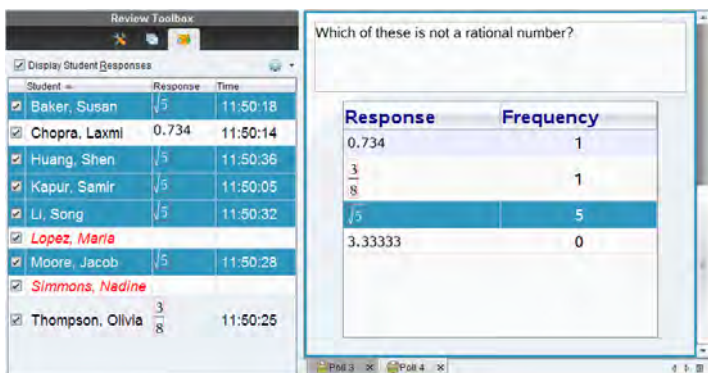 Review Toolbox
Display Student Responses
Student Response Time
Baker, Susan √5 11:50:18
Chopra, Laxmi 0.734 11:50:14
Huang, Shen √5 11:50:36
Kapur, Samir √5 11:50:05
Li, Song √5 11:50:32
Lopez, Maria
Moore, Jacob √5 11:50:28
Simmons, Nadine
Thompson, Olivia 3/8 11:50:25
Which of these is not a rational number?
Response Frequency
0.734 1
3/8 1
√5 5
3.33333 0
Poll 3 Poll 4